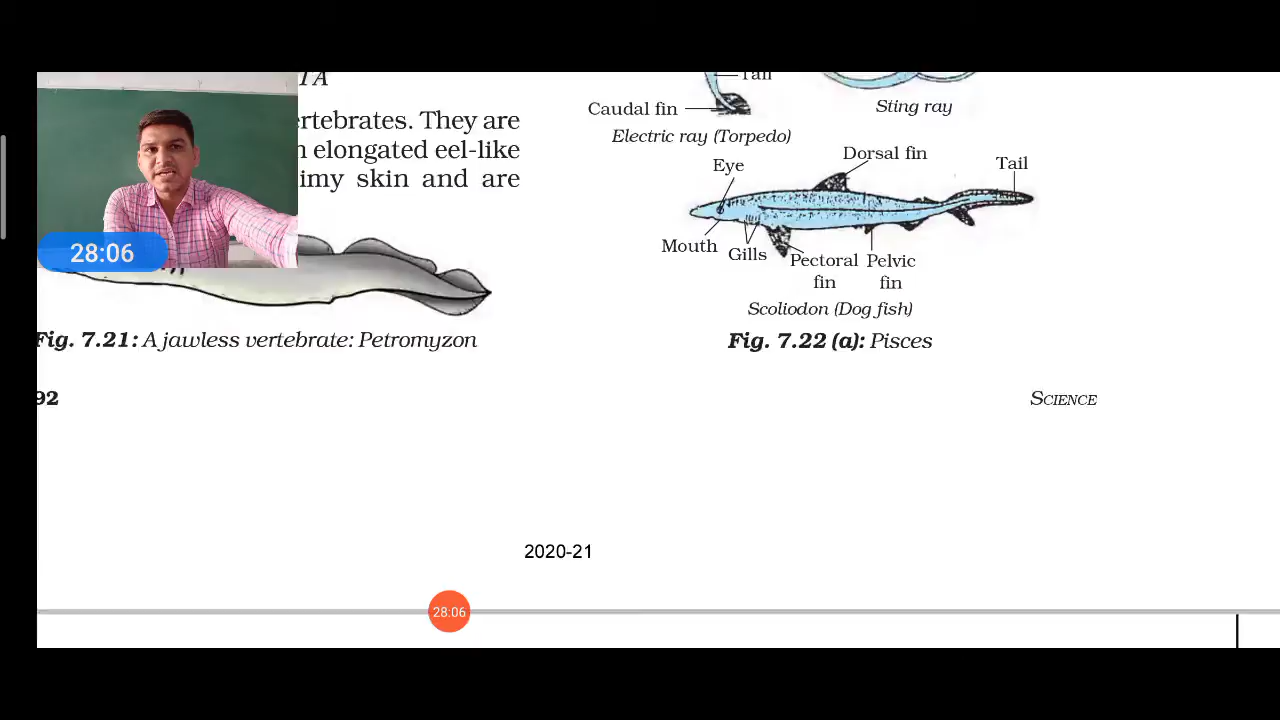 TA
ertebrates. They are
n elongated eel-like
imy skin and are
28:06
Fig. 7.21: A jawless vertebrate: Petromyzon
92
Tail
Caudal fin
Sting ray
Electric ray (Torpedo)
Dorsal fin
Eye
Tail
Mouth
Gills
Pectoral fin
Pelvic fin
Scoliodon (Dog fish)
Fig. 7.22 (a): Pisces
SCIENCE
2020-21
28:06